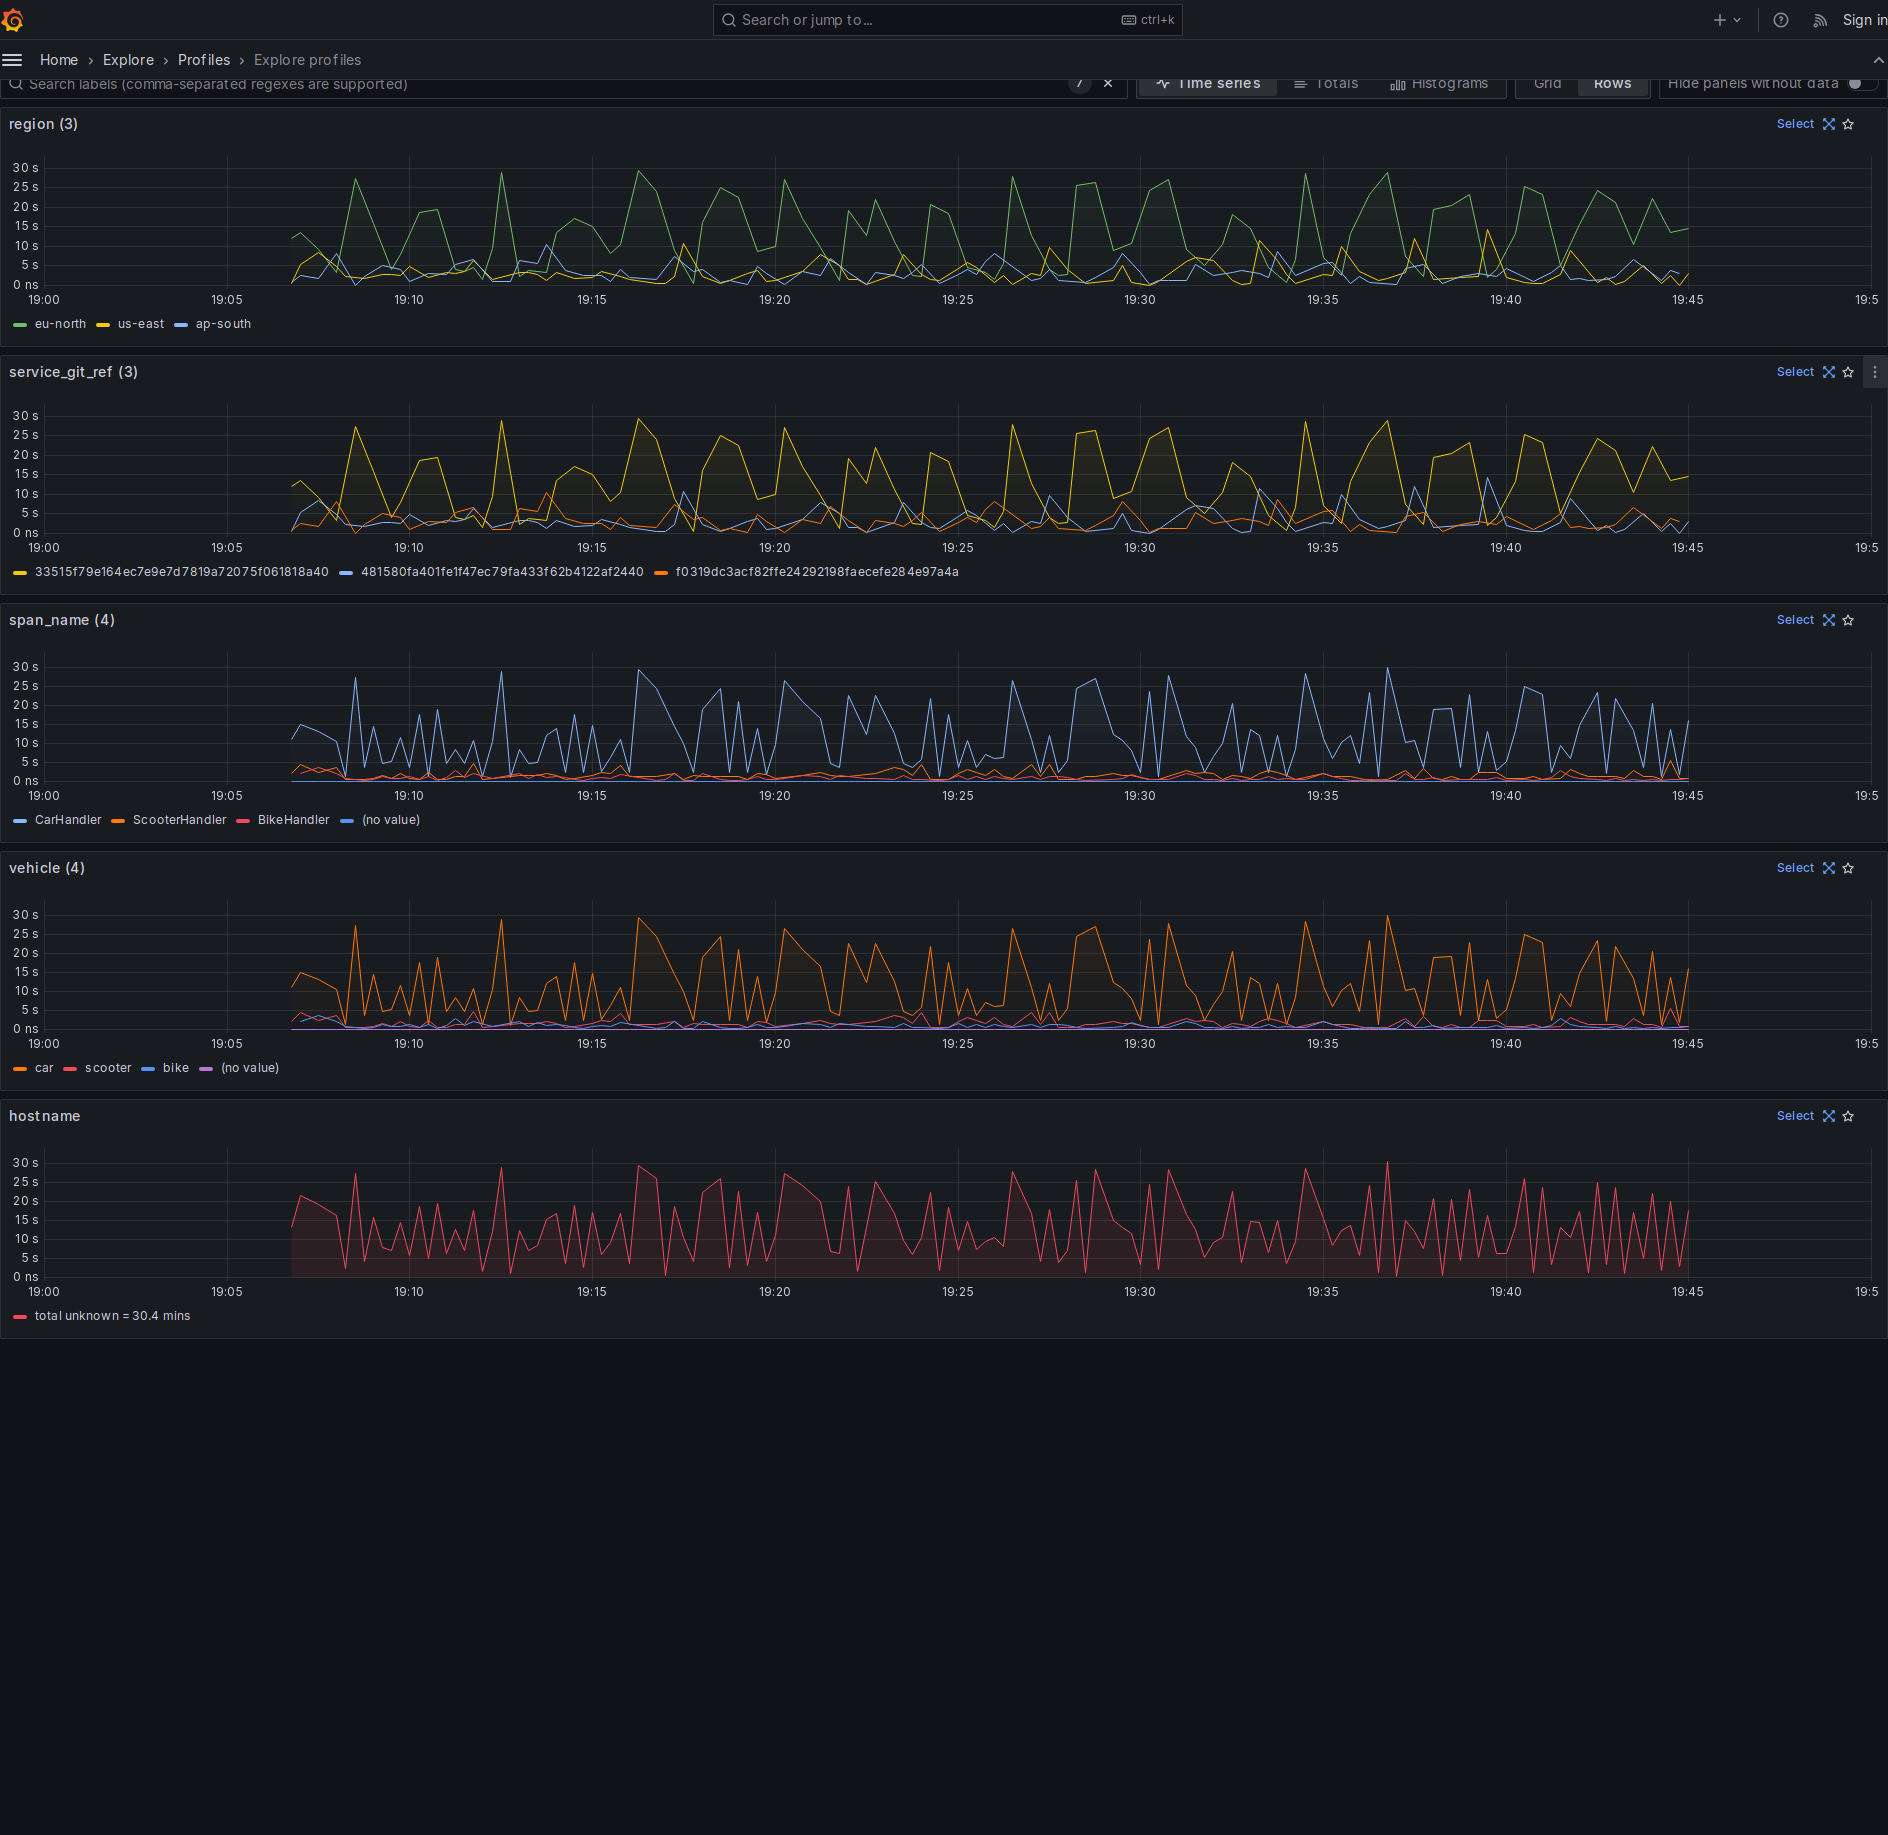 Search or jump to... ctrl+k Sign in
Home › Explore › Profiles › Explore profiles
Search labels (comma-separated regexes are supported) 7 Time series Totals Histograms Grid Rows Hide panels without data
region (3) Select
30 s
25 s
20 s
15 s
10 s
5 s
0 ns
19:00 19:05 19:10 19:15 19:20 19:25 19:30 19:35 19:40 19:45 19:5
eu-north us-east ap-south
service_git_ref (3) Select
30 s
25 s
20 s
15 s
10 s
5 s
0 ns
19:00 19:05 19:10 19:15 19:20 19:25 19:30 19:35 19:40 19:45 19:5
33515f79e164ec7e9e7d7819a72075f061818a40 481580fa401fe1f47ec79fa433f62b4122af2440 f0319dc3acf82ffe24292198faecefe284e97a4a
span_name (4) Select
30 s
25 s
20 s
15 s
10 s
5 s
0 ns
19:00 19:05 19:10 19:15 19:20 19:25 19:30 19:35 19:40 19:45 19:5
CarHandler ScooterHandler BikeHandler (no value)
vehicle (4) Select
30 s
25 s
20 s
15 s
10 s
5 s
0 ns
19:00 19:05 19:10 19:15 19:20 19:25 19:30 19:35 19:40 19:45 19:5
car scooter bike (no value)
hostname Select
30 s
25 s
20 s
15 s
10 s
5 s
0 ns
19:00 19:05 19:10 19:15 19:20 19:25 19:30 19:35 19:40 19:45 19:5
total unknown = 30.4 mins